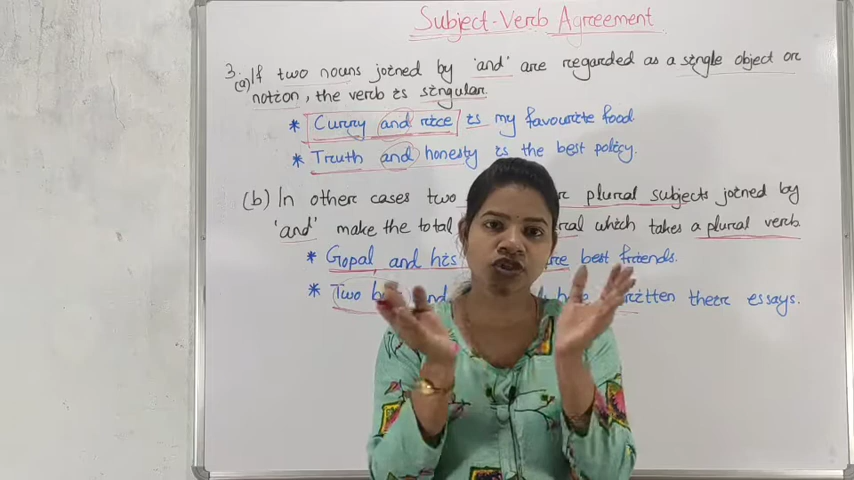 Subject-Verb Agreement
3. (a) If two nouns joined by 'and' are regarded as a single object or
notion, the verb is singular.
* Curry and rice is my favourite food
* Truth and honesty is the best policy.
(b) In other cases two plural subjects joined by
'and' make the total which takes a plural verb
* Gopal and his are best friends.
* Two written there essays.